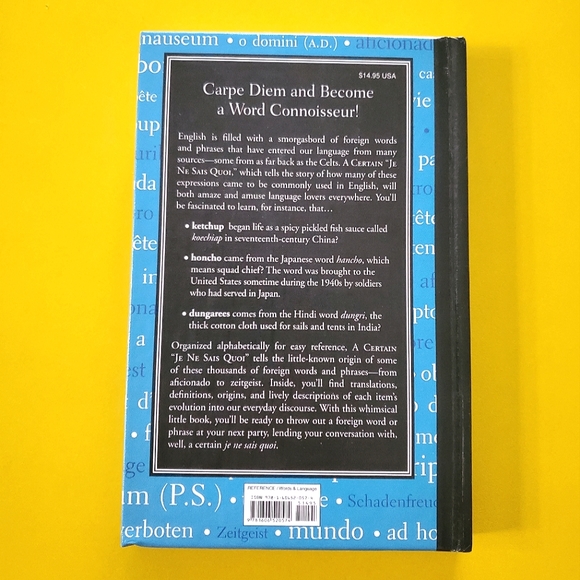 nauseum • o domini (A.D.) • aficionad
$14.95 USA
Carpe Diem and Become
a Word Connoisseur!
English is filled with a smorgasbord of foreign words
and phrases that have entered our language from many
sources—some from as far back as the Celts. A CERTAIN “JE
NE SAIS QUOI,” which tells the story of how many of these
expressions came to be commonly used in English, will
both amaze and amuse language lovers everywhere. You'll
be fascinated to learn, for instance, that…
• ketchup began life as a spicy pickled fish sauce called
koechiap in seventeenth-century China?
• honcho came from the Japanese word hancho, which
means squad chief? The word was brought to the
United States sometime during the 1940s by soldiers
who had served in Japan.
• dungarees comes from the Hindi word dungri, the
thick cotton cloth used for sails and tents in India?
Organized alphabetically for easy reference, A CERTAIN
“JE NE SAIS QUOI” tells the little-known origin of some
of these thousands of foreign words and phrases—from
aficionado to zeitgeist. Inside, you'll find translations,
definitions, origins, and lively descriptions of each item's
evolution into our everyday discourse. With this whimsical
little book, you'll be ready to throw out a foreign word or
phrase at your next party, lending your conversation with,
well, a certain je ne sais quoi.
REFERENCE / Words & Language
im (P.S.) •
Schadenfreud
verboten • Zeitgeist • mundo • ad ho